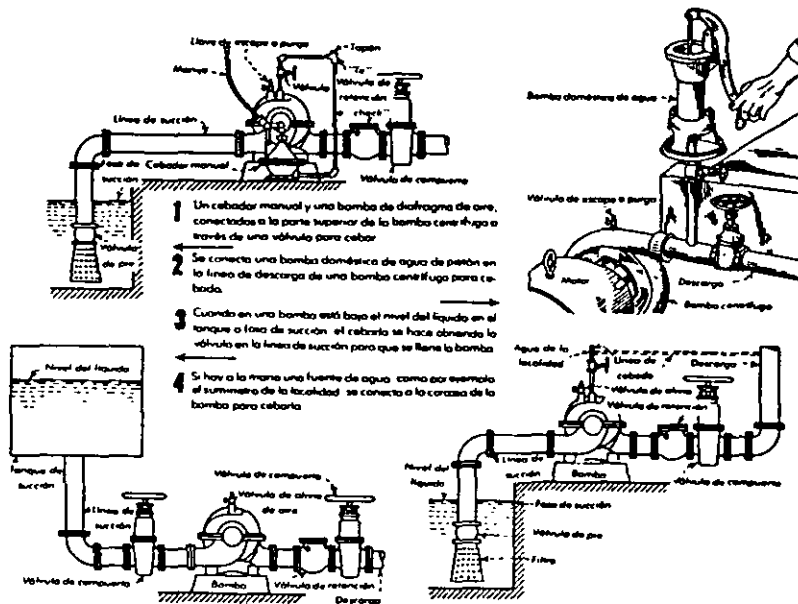 Llave de escape o purga
Tapón
Manija
Válvula
Válvula de
retención
check
Línea de succión
Fosa de
succión
Cebador manual
Válvula de compuerta
Válvula
de pie
Bomba doméstica de agua
Válvula de escape o purga
Motor
Descarga
Bomba centrífuga
1 Un cebador manual y una bomba de diafragma de aire,
conectados a la parte superior de la bomba centrífuga a
través de una válvula para cebar
2 Se conecta una bomba doméstica de agua de pistón en
la línea de descarga de una bomba centrífuga para ce-
barla.
3 Cuando en una bomba está bajo el nivel del líquido en el
tanque o fosa de succión el cebarla se hace abriendo la
válvula en la línea de succión para que se llene la bomba
4 Si hay a la mano una fuente de agua como por ejemplo
el suministro de la localidad se conecta a la coraza de la
bomba para cebarla
Nivel del líquido
Tanque de
succión
Línea de
succión
Válvula de compuerta
Válvula de compuerta
Válvula de alivio
de aire
Bomba
Válvula de retención
Descarga
Agua de la
localidad
Línea de
cebado
Descarga
Válvula de alivio
Válvula de retención
Nivel del
líquido
Línea de
succión
Bomba
Válvula de compuerta
Fosa de succión
Válvula de pie
Filtro